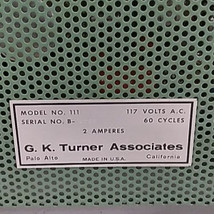 MODEL NO. 111 117 VOLTS A.C.
SERIAL NO. B- 60 CYCLES
2 AMPERES
G. K. Turner Associates
Palo Alto MADE IN U.S.A. California